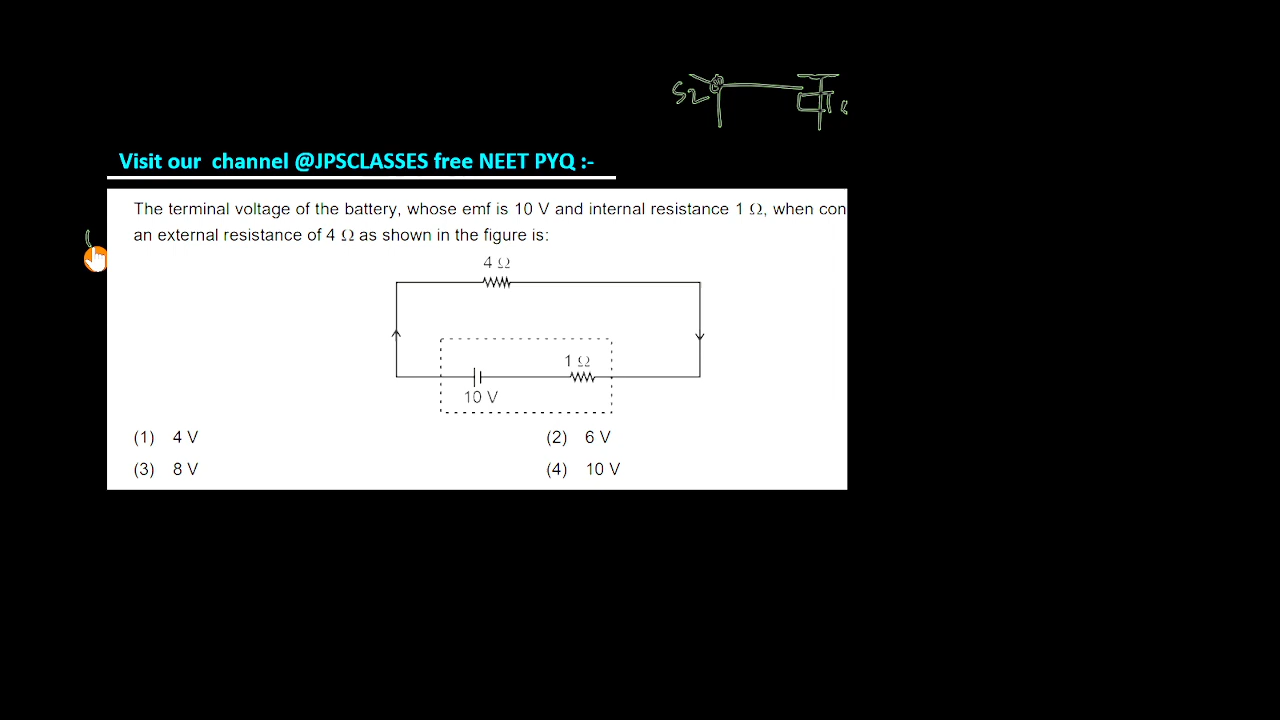 S2
Visit our channel @JPSCLASSES free NEET PYQ :-
The terminal voltage of the battery, whose emf is 10 V and internal resistance 1 Ω, when con
an external resistance of 4 Ω as shown in the figure is:
4 Ω
1 Ω
10 V
(1) 4 V
(2) 6 V
(3) 8 V
(4) 10 V